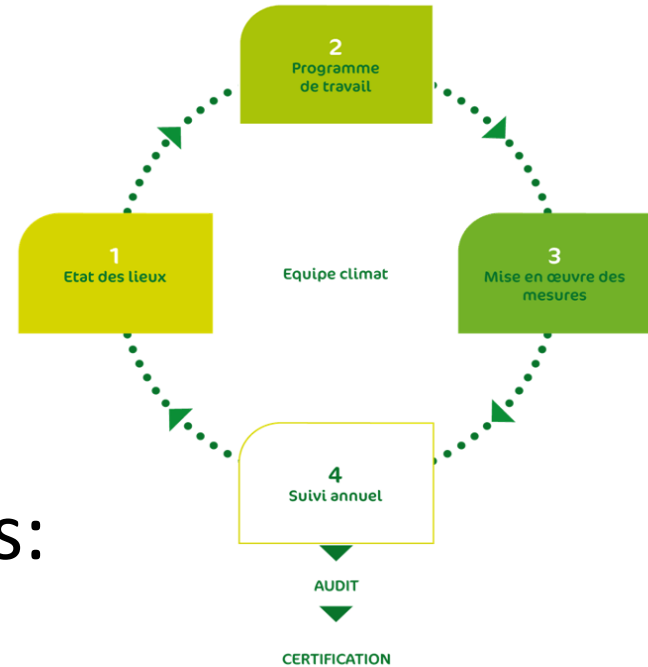 2
Programme
de travail
1
Etat des lieux
Equipe climat
3
Mise en œuvre des
mesures
4
Suivi annuel
s:
AUDIT
CERTIFICATION